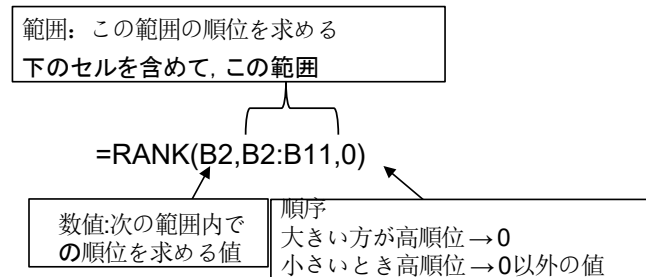 範囲：この範囲の順位を求める
下のセルを含めて，この範囲
=RANK(B2,B2:B11,0)
数値:次の範囲内で
の順位を求める値
順序
大きい方が高順位→0
小さいとき高順位→0以外の値